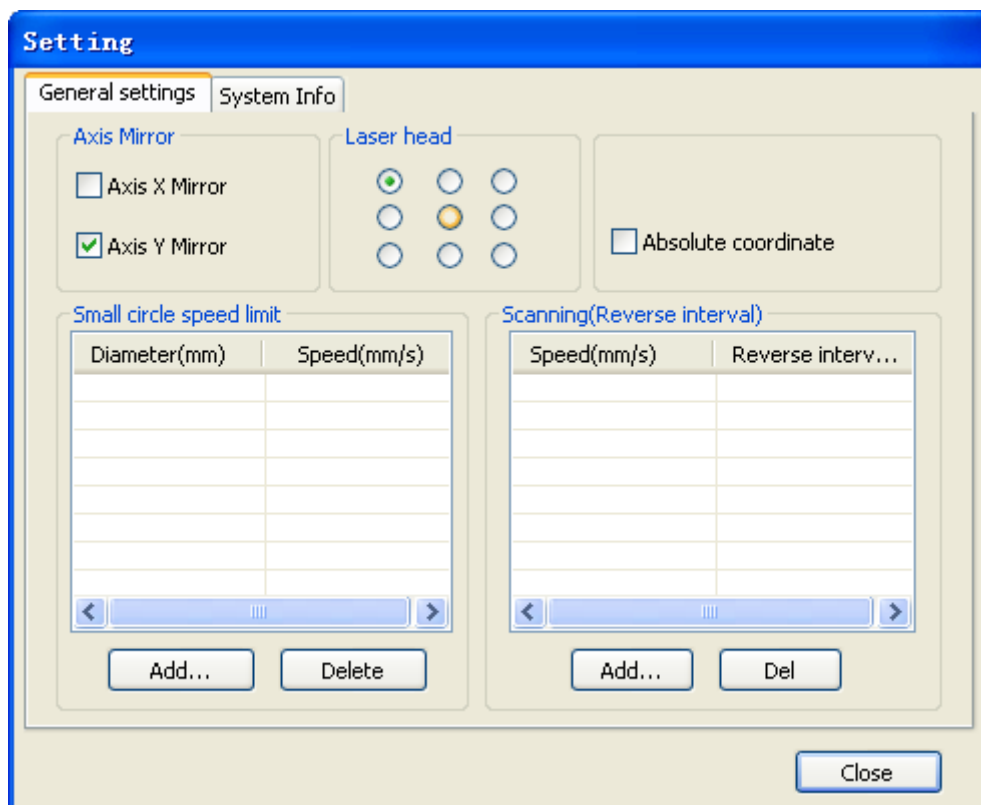 Setting
General settings System Info
Axis Mirror Laser head
Axis X Mirror
Axis Y Mirror
Absolute coordinate
Small circle speed limit Scanning(Reverse interval)
Diameter(mm) Speed(mm/s) Speed(mm/s) Reverse interv...
Add... Delete Add... Del
Close